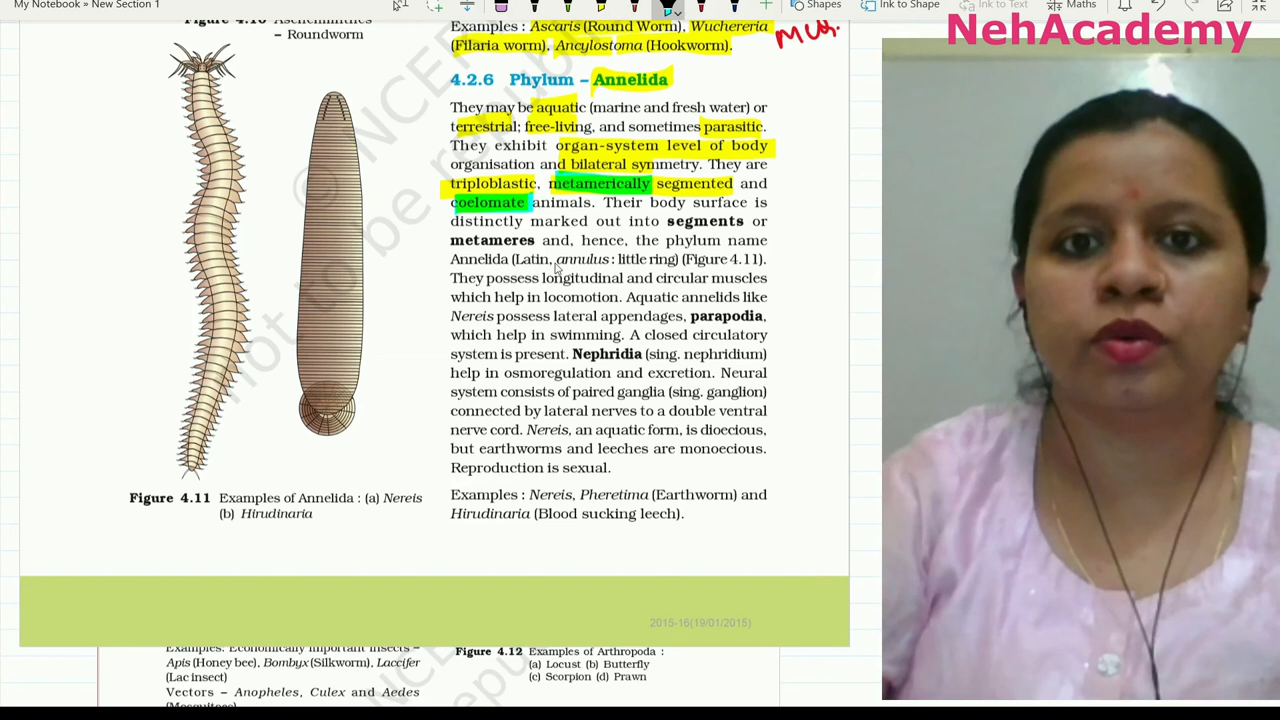 My Notebook » New Section 1
Shapes
Ink to Shape
Ink to Text
Maths
NehAcademy
Figure 4.10 Aschelminthes
– Roundworm
Examples : Ascaris (Round Worm), Wuchereria
(Filaria worm), Ancylostoma (Hookworm).
4.2.6 Phylum – Annelida
They may be aquatic (marine and fresh water) or
terrestrial; free-living, and sometimes parasitic.
They exhibit organ-system level of body
organisation and bilateral symmetry. They are
triploblastic, metamerically segmented and
coelomate animals. Their body surface is
distinctly marked out into segments or
metameres and, hence, the phylum name
Annelida (Latin, annulus : little ring) (Figure 4.11).
They possess longitudinal and circular muscles
which help in locomotion. Aquatic annelids like
Nereis possess lateral appendages, parapodia,
which help in swimming. A closed circulatory
system is present. Nephridia (sing. nephridium)
help in osmoregulation and excretion. Neural
system consists of paired ganglia (sing. ganglion)
connected by lateral nerves to a double ventral
nerve cord. Nereis, an aquatic form, is dioecious,
but earthworms and leeches are monoecious.
Reproduction is sexual.
Examples : Nereis, Pheretima (Earthworm) and
Hirudinaria (Blood sucking leech).
Figure 4.11 Examples of Annelida : (a) Nereis
(b) Hirudinaria
© NCERT
not to be republished
2015-16(19/01/2015)
Examples: Economically important insects –
Apis (Honey bee), Bombyx (Silkworm), Laccifer
(Lac insect)
Vectors – Anopheles, Culex and Aedes
(Mosquitoes)
Figure 4.12 Examples of Arthropoda :
(a) Locust (b) Butterfly
(c) Scorpion (d) Prawn